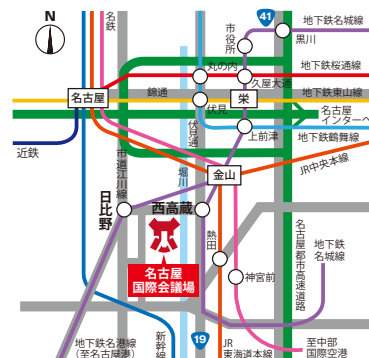 N
名鉄
41
地下鉄名城線
市役所
黒川
丸の内
地下鉄桜通線
久屋大通
名古屋
錦通
栄
地下鉄東山線
伏見
名古屋
インターへ
伏見通
上前津
地下鉄鶴舞線
近鉄
市道江川線
堀川
金山
JR中央本線
日比野
西高蔵
熱田
名古屋都市高速道路
地下鉄
名城線
名古屋
国際会議場
神宮前
新幹線
19
地下鉄名港線
(至名古屋港)
JR
東海道本線
至中部
国際空港